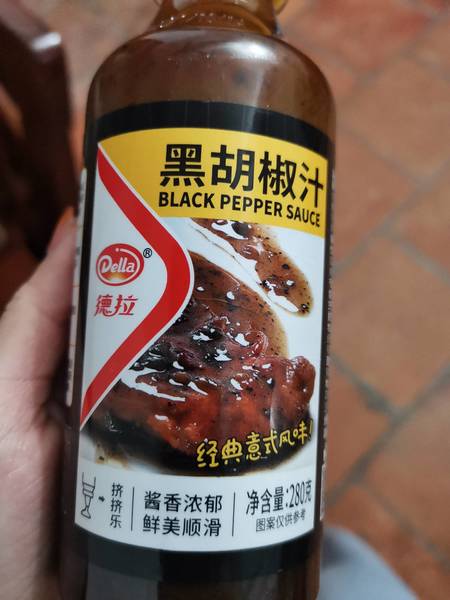 黑胡椒汁
BLACK PEPPER SAUCE
Della®
德拉
经典意式风味!
挤挤乐
酱香浓郁
鲜美顺滑
净含量:280克
图案仅供参考